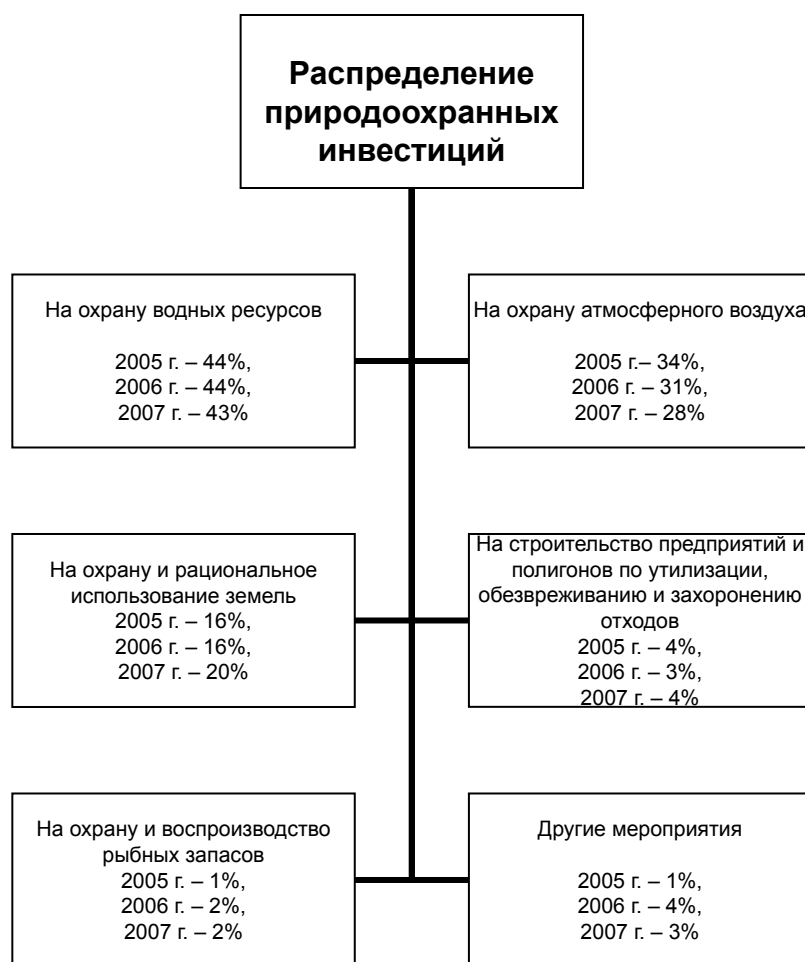 Распределение
природоохранных
инвестиций
На охрану водных ресурсов
2005 г. – 44%,
2006 г. – 44%,
2007 г. – 43%
На охрану атмосферного воздуха
2005 г.– 34%,
2006 г. – 31%,
2007 г. – 28%
На охрану и рациональное
использование земель
2005 г. – 16%,
2006 г. – 16%,
2007 г. – 20%
На строительство предприятий и
полигонов по утилизации,
обезвреживанию и захоронению
отходов
2005 г. – 4%,
2006 г. – 3%,
2007 г. – 4%
На охрану и воспроизводство
рыбных запасов
2005 г. – 1%,
2006 г. – 2%,
2007 г. – 2%
Другие мероприятия
2005 г. – 1%,
2006 г. – 4%,
2007 г. – 3%